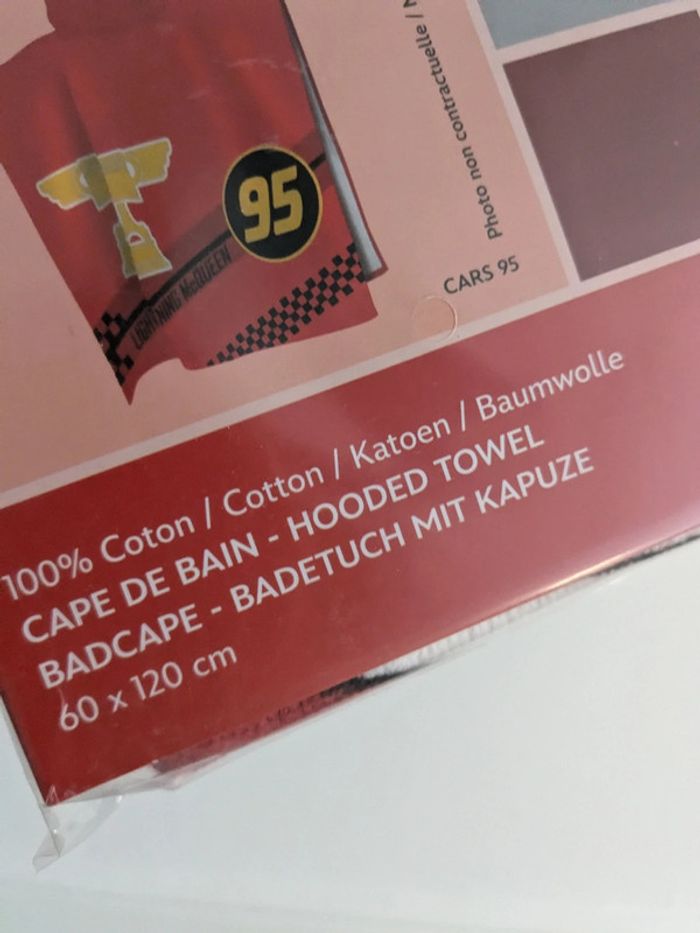 95
LIGHTNING McQUEEN
Photo non contractuelle /
CARS 95
100% Coton / Cotton / Katoen / Baumwolle
CAPE DE BAIN - HOODED TOWEL
BADCAPE - BADETUCH MIT KAPUZE
60 x 120 cm